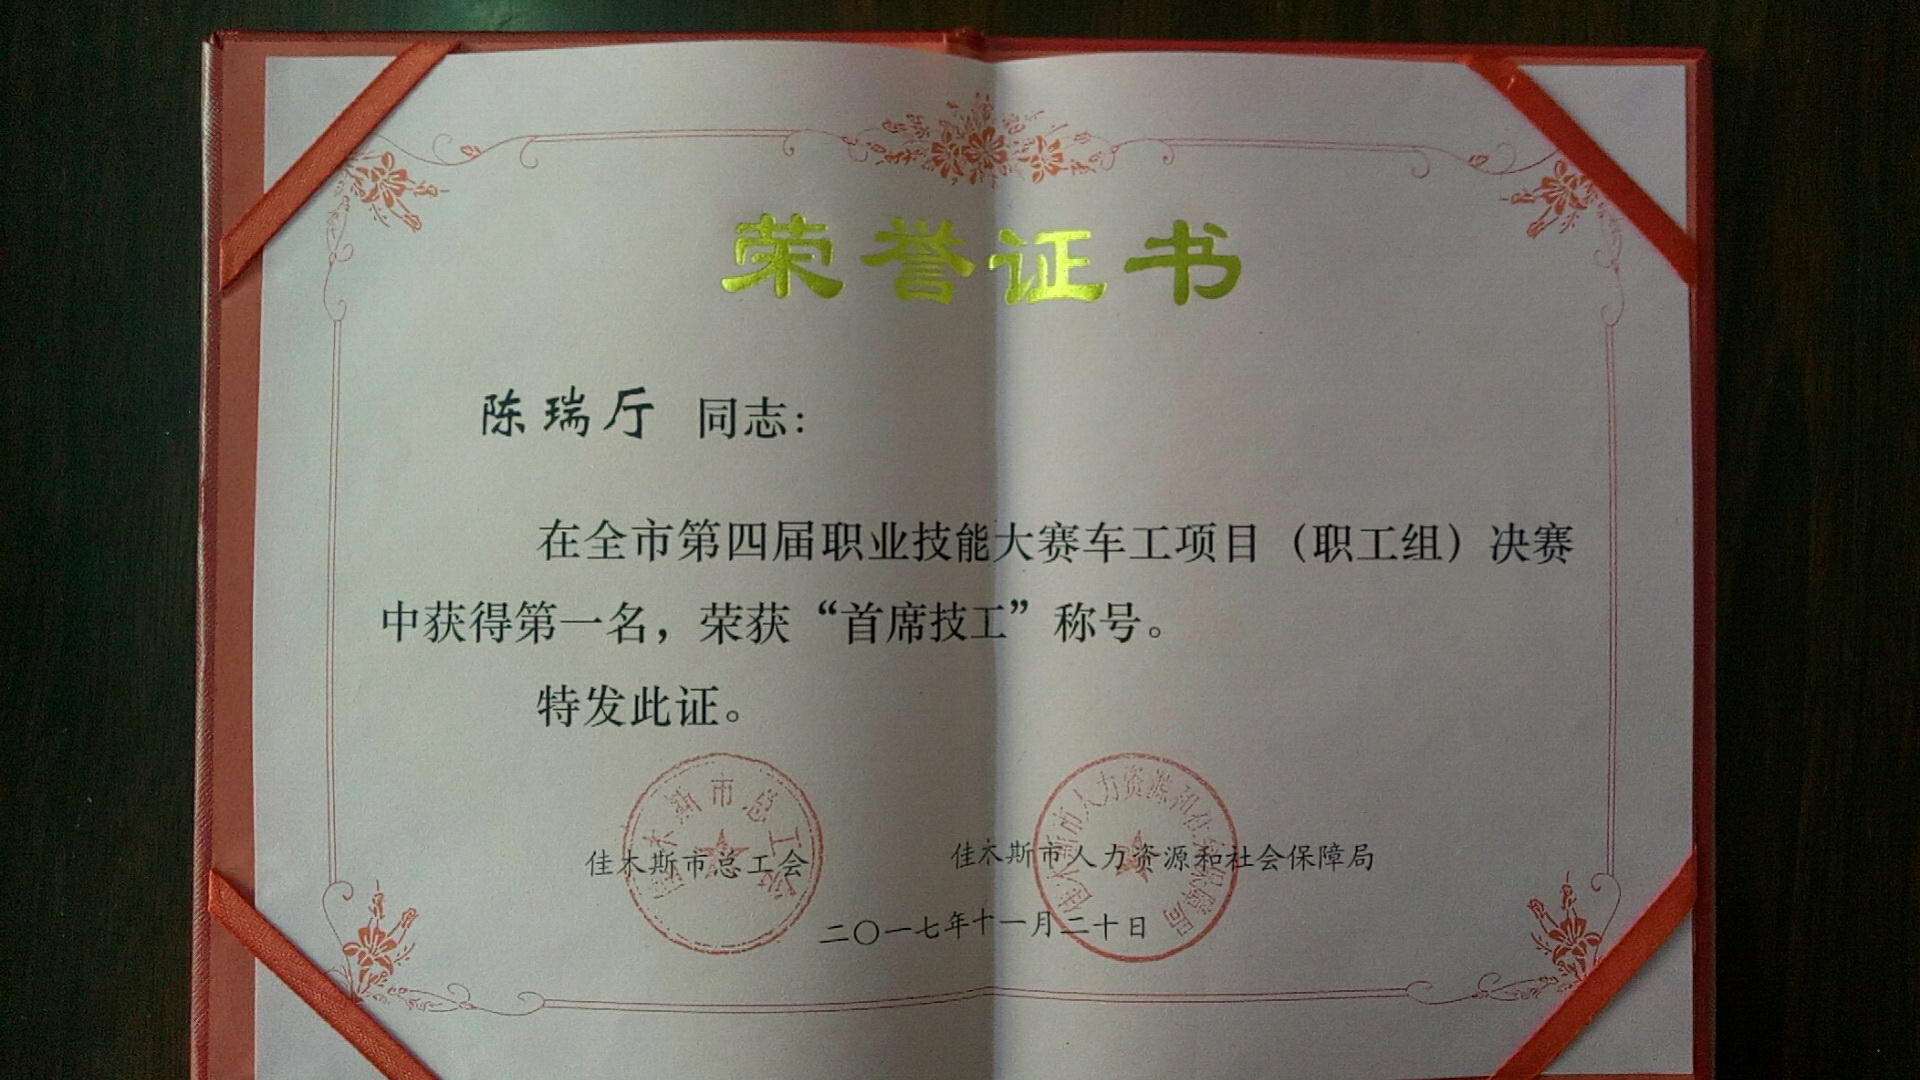 荣誉证书
陈瑞厅 同志：
在全市第四届职业技能大赛车工项目（职工组）决赛
中获得第一名，荣获“首席技工”称号。
特发此证。
佳木斯市总工会 佳木斯市人力资源和社会保障局
二〇一七年十一月二十日